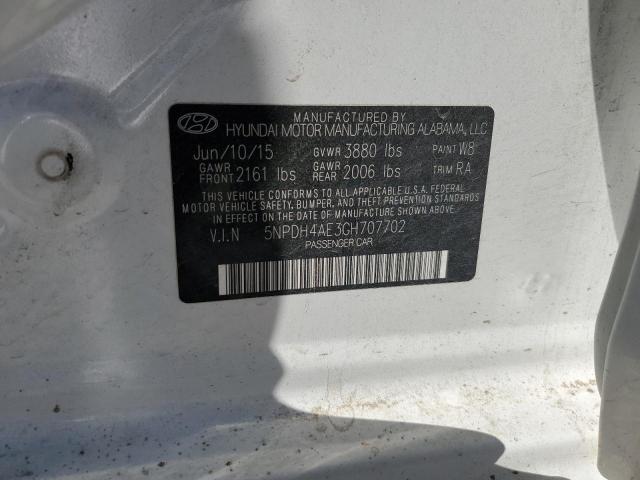 MANUFACTURED BY
HYUNDAI MOTOR MANUFACTURING ALABAMA, LLC
Jun/10/15 GVWR 3880 lbs PAINT W8
GAWR FRONT 2161 lbs GAWR REAR 2006 lbs TRIM RA
THIS VEHICLE CONFORMS TO ALL APPLICABLE U.S.A. FEDERAL
MOTOR VEHICLE SAFETY, BUMPER, AND THEFT PREVENTION STANDARDS
IN EFFECT ON THE DATE OF MANUFACTURE SHOWN ABOVE.
V.I.N 5NPDH4AE3GH707702
PASSENGER CAR